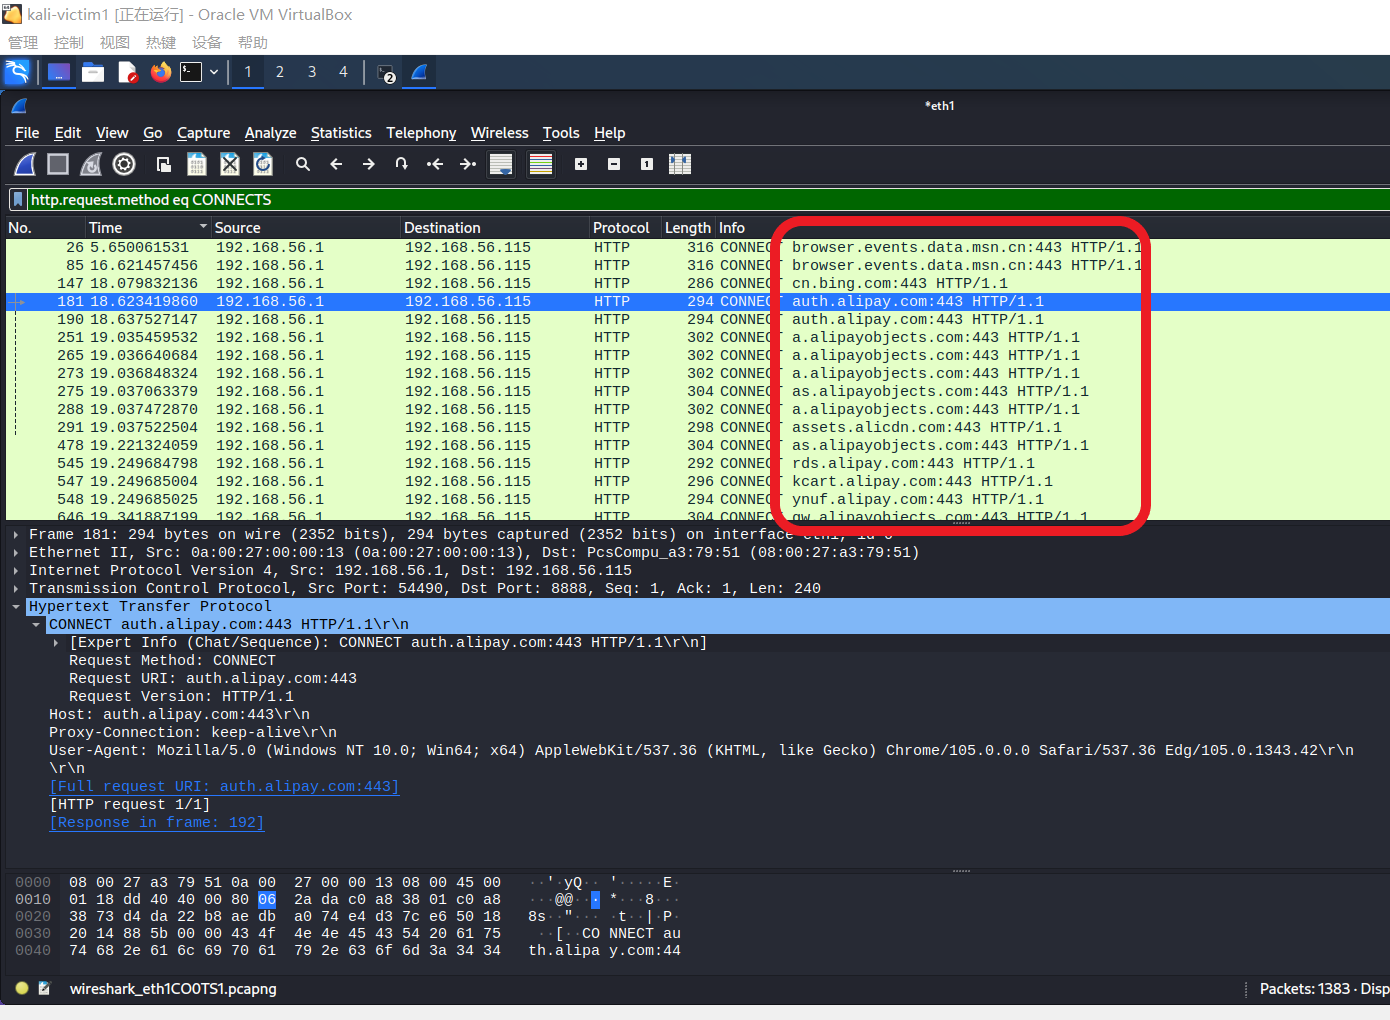 kali-victim1 [正在运行] - Oracle VM VirtualBox
管理 控制 视图 热键 设备 帮助
1 2 3 4 2
*eth1
File Edit View Go Capture Analyze Statistics Telephony Wireless Tools Help
http.request.method eq CONNECTS
No. Time Source Destination Protocol Length Info
26 5.650061531 192.168.56.1 192.168.56.115 HTTP 316 CONNECT browser.events.data.msn.cn:443 HTTP/1.1
85 16.621457456 192.168.56.1 192.168.56.115 HTTP 316 CONNECT browser.events.data.msn.cn:443 HTTP/1.1
147 18.079832136 192.168.56.1 192.168.56.115 HTTP 286 CONNECT cn.bing.com:443 HTTP/1.1
181 18.623419860 192.168.56.1 192.168.56.115 HTTP 294 CONNECT auth.alipay.com:443 HTTP/1.1
190 18.637527147 192.168.56.1 192.168.56.115 HTTP 294 CONNECT auth.alipay.com:443 HTTP/1.1
251 19.035459532 192.168.56.1 192.168.56.115 HTTP 302 CONNECT a.alipayobjects.com:443 HTTP/1.1
265 19.036640684 192.168.56.1 192.168.56.115 HTTP 302 CONNECT a.alipayobjects.com:443 HTTP/1.1
273 19.036848324 192.168.56.1 192.168.56.115 HTTP 302 CONNECT a.alipayobjects.com:443 HTTP/1.1
275 19.037063379 192.168.56.1 192.168.56.115 HTTP 304 CONNECT as.alipayobjects.com:443 HTTP/1.1
288 19.037472870 192.168.56.1 192.168.56.115 HTTP 302 CONNECT a.alipayobjects.com:443 HTTP/1.1
291 19.037522504 192.168.56.1 192.168.56.115 HTTP 298 CONNECT assets.alicdn.com:443 HTTP/1.1
478 19.221324059 192.168.56.1 192.168.56.115 HTTP 304 CONNECT as.alipayobjects.com:443 HTTP/1.1
545 19.249684798 192.168.56.1 192.168.56.115 HTTP 292 CONNECT rds.alipay.com:443 HTTP/1.1
547 19.249685004 192.168.56.1 192.168.56.115 HTTP 296 CONNECT kcart.alipay.com:443 HTTP/1.1
548 19.249685025 192.168.56.1 192.168.56.115 HTTP 294 CONNECT ynuf.alipay.com:443 HTTP/1.1
646 19.341887199 192.168.56.1 192.168.56.115 HTTP 304 CONNECT gw.alipayobjects.com:443 HTTP/1.1
Frame 181: 294 bytes on wire (2352 bits), 294 bytes captured (2352 bits) on interface eth1, id 0
Ethernet II, Src: 0a:00:27:00:00:13 (0a:00:27:00:00:13), Dst: PcsCompu_a3:79:51 (08:00:27:a3:79:51)
Internet Protocol Version 4, Src: 192.168.56.1, Dst: 192.168.56.115
Transmission Control Protocol, Src Port: 54490, Dst Port: 8888, Seq: 1, Ack: 1, Len: 240
Hypertext Transfer Protocol
CONNECT auth.alipay.com:443 HTTP/1.1\r\n
[Expert Info (Chat/Sequence): CONNECT auth.alipay.com:443 HTTP/1.1\r\n]
Request Method: CONNECT
Request URI: auth.alipay.com:443
Request Version: HTTP/1.1
Host: auth.alipay.com:443\r\n
Proxy-Connection: keep-alive\r\n
User-Agent: Mozilla/5.0 (Windows NT 10.0; Win64; x64) AppleWebKit/537.36 (KHTML, like Gecko) Chrome/105.0.0.0 Safari/537.36 Edg/105.0.1343.42\r\n
\r\n
[Full request URI: auth.alipay.com:443]
[HTTP request 1/1]
[Response in frame: 192]
0000 08 00 27 a3 79 51 0a 00 27 00 00 13 08 00 45 00 ··'·yQ·· '·····E·
0010 01 18 dd 40 40 00 80 06 2a da c0 a8 38 01 c0 a8 ···@@··· *···8···
0020 38 73 d4 da 22 b8 ae db a0 74 e4 d3 7c e6 50 18 8s··"··· ·t··|·P·
0030 20 14 88 5b 00 00 43 4f 4e 4e 45 43 54 20 61 75 ··[··CO NNECT au
0040 74 68 2e 61 6c 69 70 61 79 2e 63 6f 6d 3a 34 34 th.alipa y.com:44
wireshark_eth1CO0TS1.pcapng Packets: 1383 · Disp